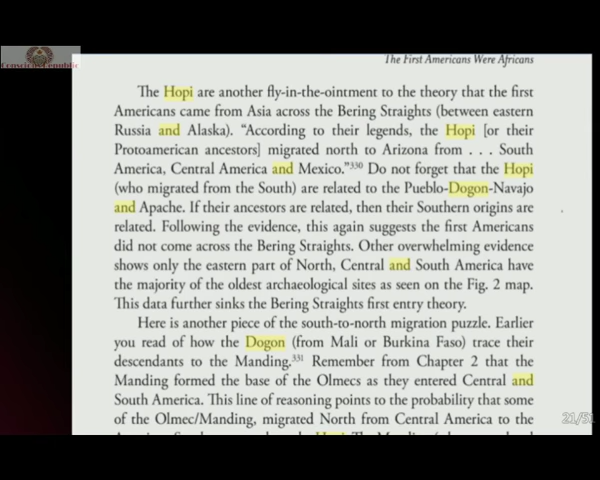 Conscious Republic
The First Americans Were Africans
The Hopi are another fly-in-the-ointment to the theory that the first
Americans came from Asia across the Bering Straights (between eastern
Russia and Alaska). “According to their legends, the Hopi [or their
Protoamerican ancestors] migrated north to Arizona from . . . South
America, Central America and Mexico.”330 Do not forget that the Hopi
(who migrated from the South) are related to the Pueblo-Dogon-Navajo
and Apache. If their ancestors are related, then their Southern origins are
related. Following the evidence, this again suggests the first Americans
did not come across the Bering Straights. Other overwhelming evidence
shows only the eastern part of North, Central and South America have
the majority of the oldest archaeological sites as seen on the Fig. 2 map.
This data further sinks the Bering Straights first entry theory.
Here is another piece of the south-to-north migration puzzle. Earlier
you read of how the Dogon (from Mali or Burkina Faso) trace their
descendants to the Manding.331 Remember from Chapter 2 that the
Manding formed the base of the Olmecs as they entered Central and
South America. This line of reasoning points to the probability that some
of the Olmec/Manding, migrated North from Central America to the
21/51